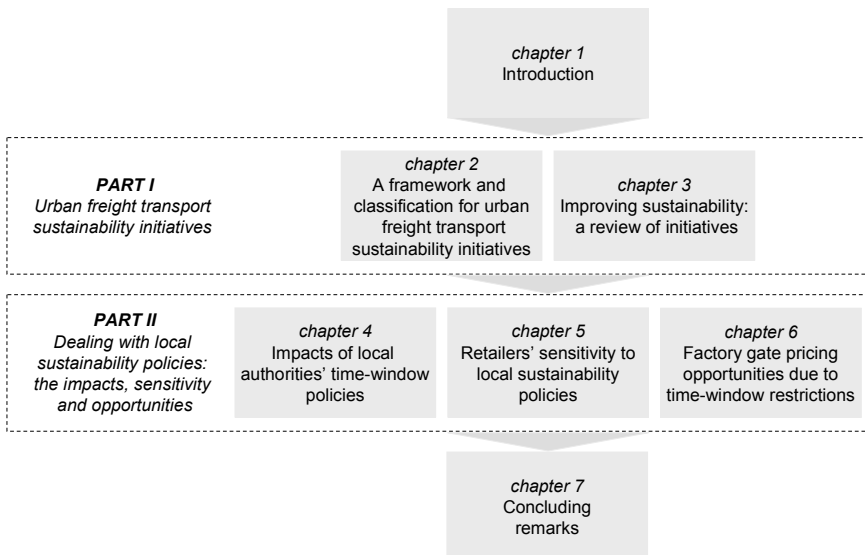 chapter 1
Introduction
PART I
Urban freight transport
sustainability initiatives
chapter 2
A framework and
classification for urban
freight transport
sustainability initiatives
chapter 3
Improving sustainability:
a review of initiatives
PART II
Dealing with local
sustainability policies:
the impacts, sensitivity
and opportunities
chapter 4
Impacts of local
authorities’ time-window
policies
chapter 5
Retailers’ sensitivity to
local sustainability
policies
chapter 6
Factory gate pricing
opportunities due to
time-window restrictions
chapter 7
Concluding
remarks